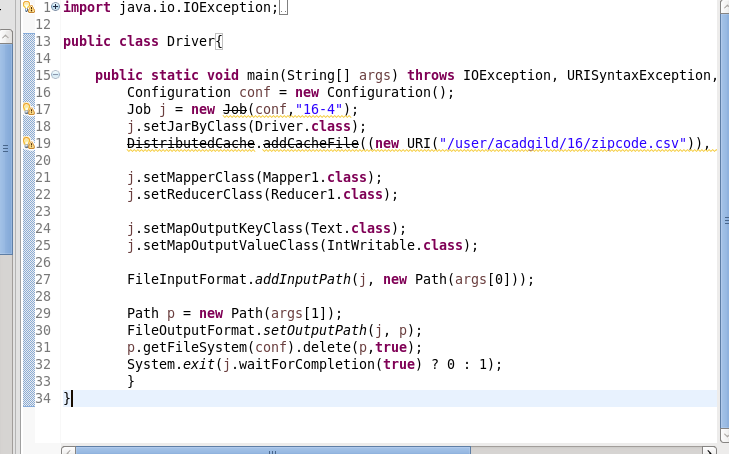 1 import java.io.IOException;
12
13 public class Driver{
14
15 public static void main(String[] args) throws IOException, URISyntaxException,
16 Configuration conf = new Configuration();
17 Job j = new Job(conf,"16-4");
18 j.setJarByClass(Driver.class);
19 DistributedCache.addCacheFile((new URI("/user/acadgild/16/zipcode.csv")),
20
21 j.setMapperClass(Mapper1.class);
22 j.setReducerClass(Reducer1.class);
23
24 j.setMapOutputKeyClass(Text.class);
25 j.setMapOutputValueClass(IntWritable.class);
26
27 FileInputFormat.addInputPath(j, new Path(args[0]));
28
29 Path p = new Path(args[1]);
30 FileOutputFormat.setOutputPath(j, p);
31 p.getFileSystem(conf).delete(p,true);
32 System.exit(j.waitForCompletion(true) ? 0 : 1);
33 }
34 }